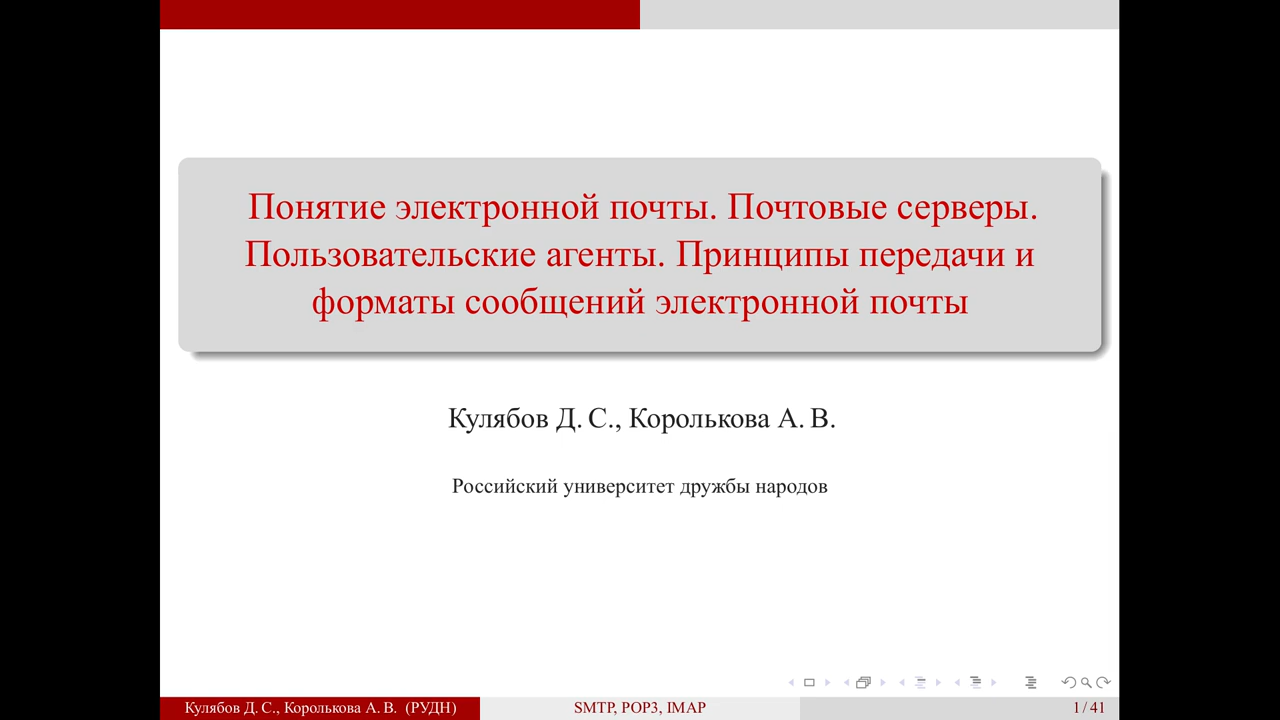 Понятие электронной почты. Почтовые серверы.
Пользовательские агенты. Принципы передачи и
форматы сообщений электронной почты
Кулябов Д. С., Королькова А. В.
Российский университет дружбы народов
Кулябов Д. С., Королькова А. В. (РУДН) SMTP, POP3, IMAP 1 / 41